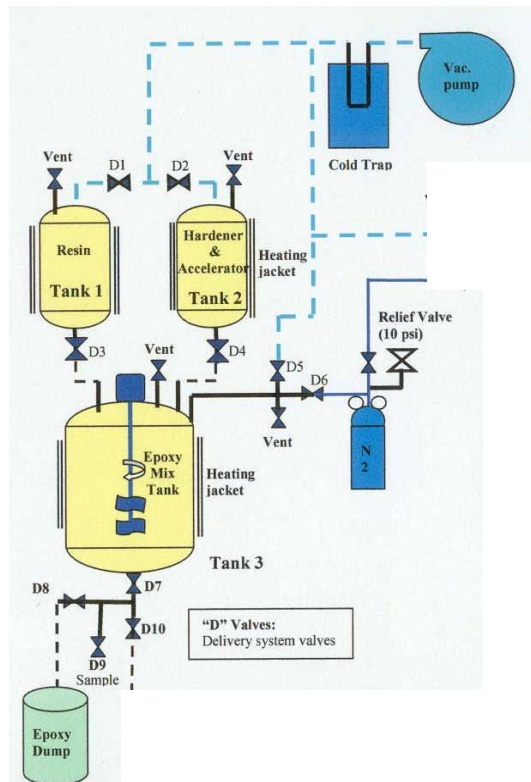 Vac.
pump
Cold Trap
D1
D2
Vent
Vent
Resin
Tank 1
Hardener
&
Accelerator
Tank 2
Heating
jacket
Relief Valve
(10 psi)
D3
D4
Vent
D5
D6
Vent
N
2
Epoxy
Mix
Tank
Heating
jacket
Tank 3
D7
D8
D10
D9
Sample
"D" Valves:
Delivery system valves
Epoxy
Dump